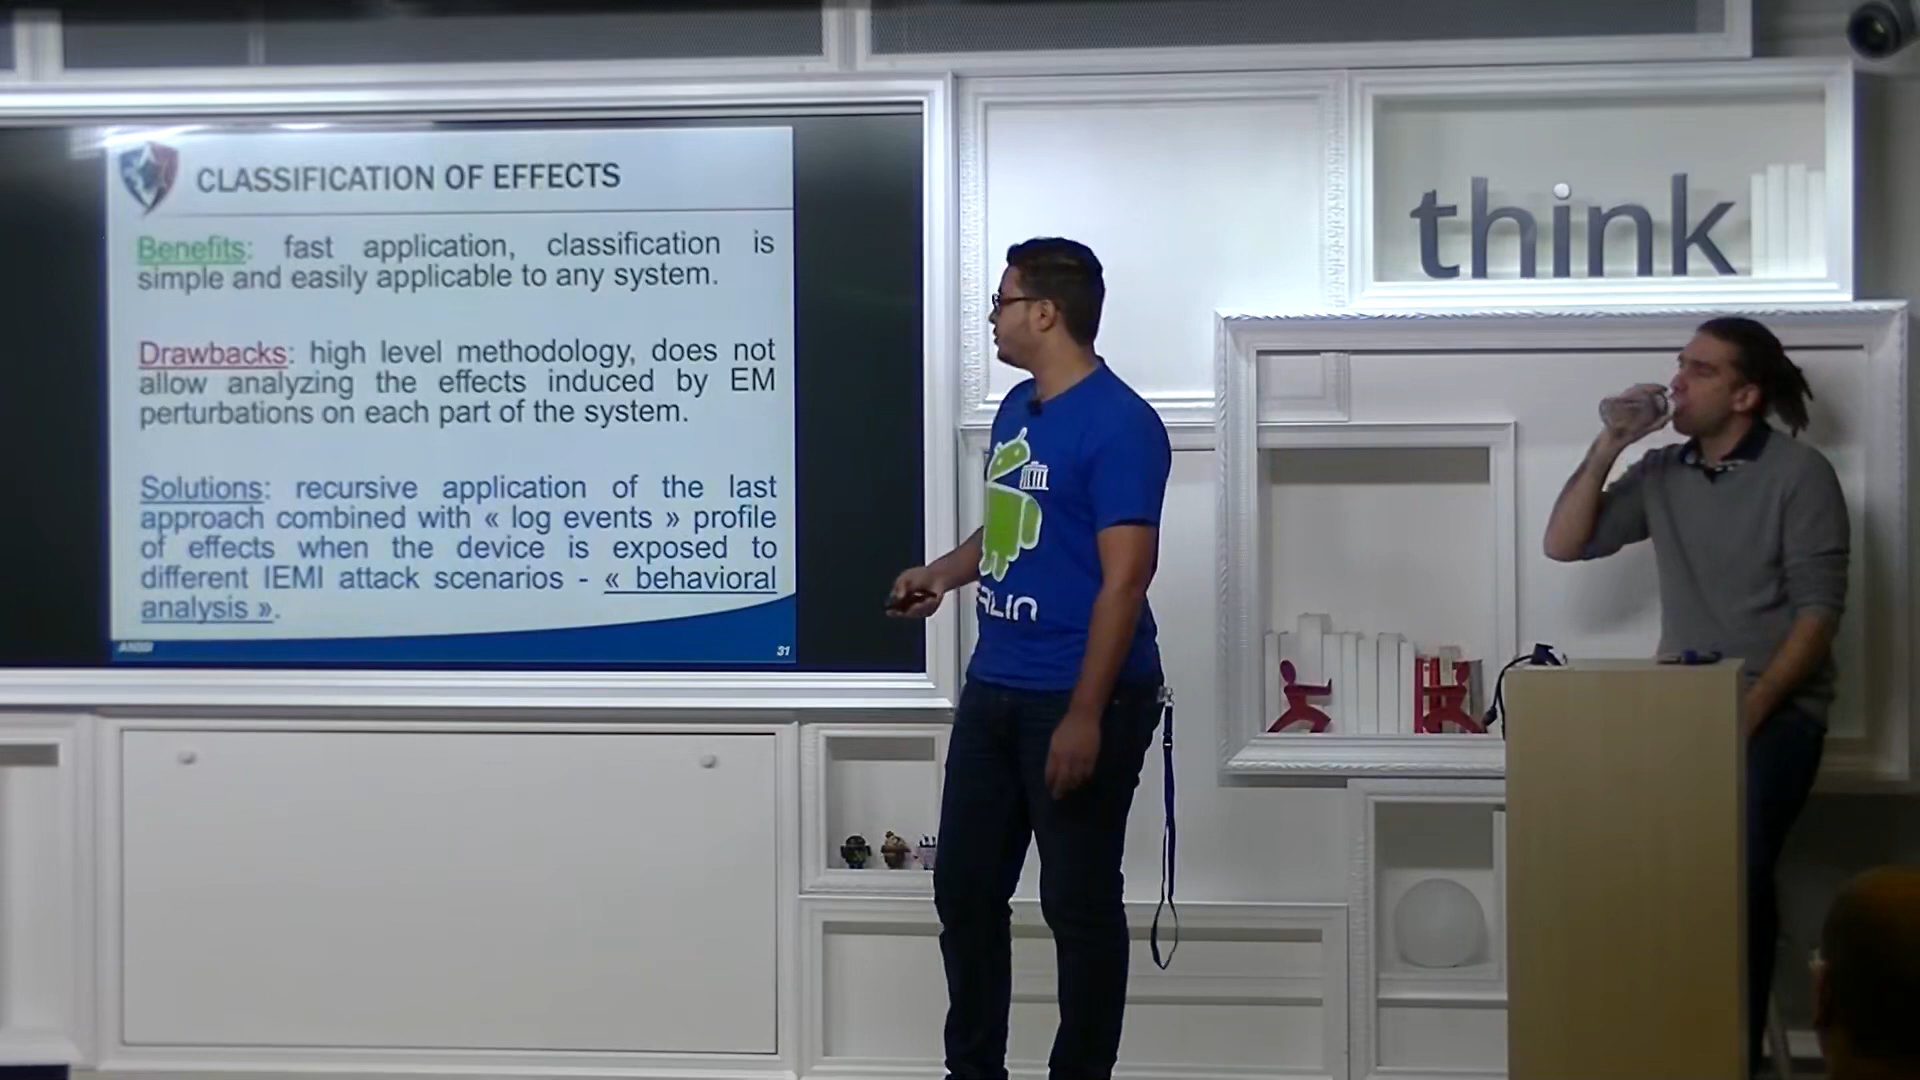 CLASSIFICATION OF EFFECTS
Benefits: fast application, classification is
simple and easily applicable to any system.
Drawbacks: high level methodology, does not
allow analyzing the effects induced by EM
perturbations on each part of the system.
Solutions: recursive application of the last
approach combined with « log events » profile
of effects when the device is exposed to
different IEMI attack scenarios - « behavioral
analysis ».
ANSSI
31
think
RLIN